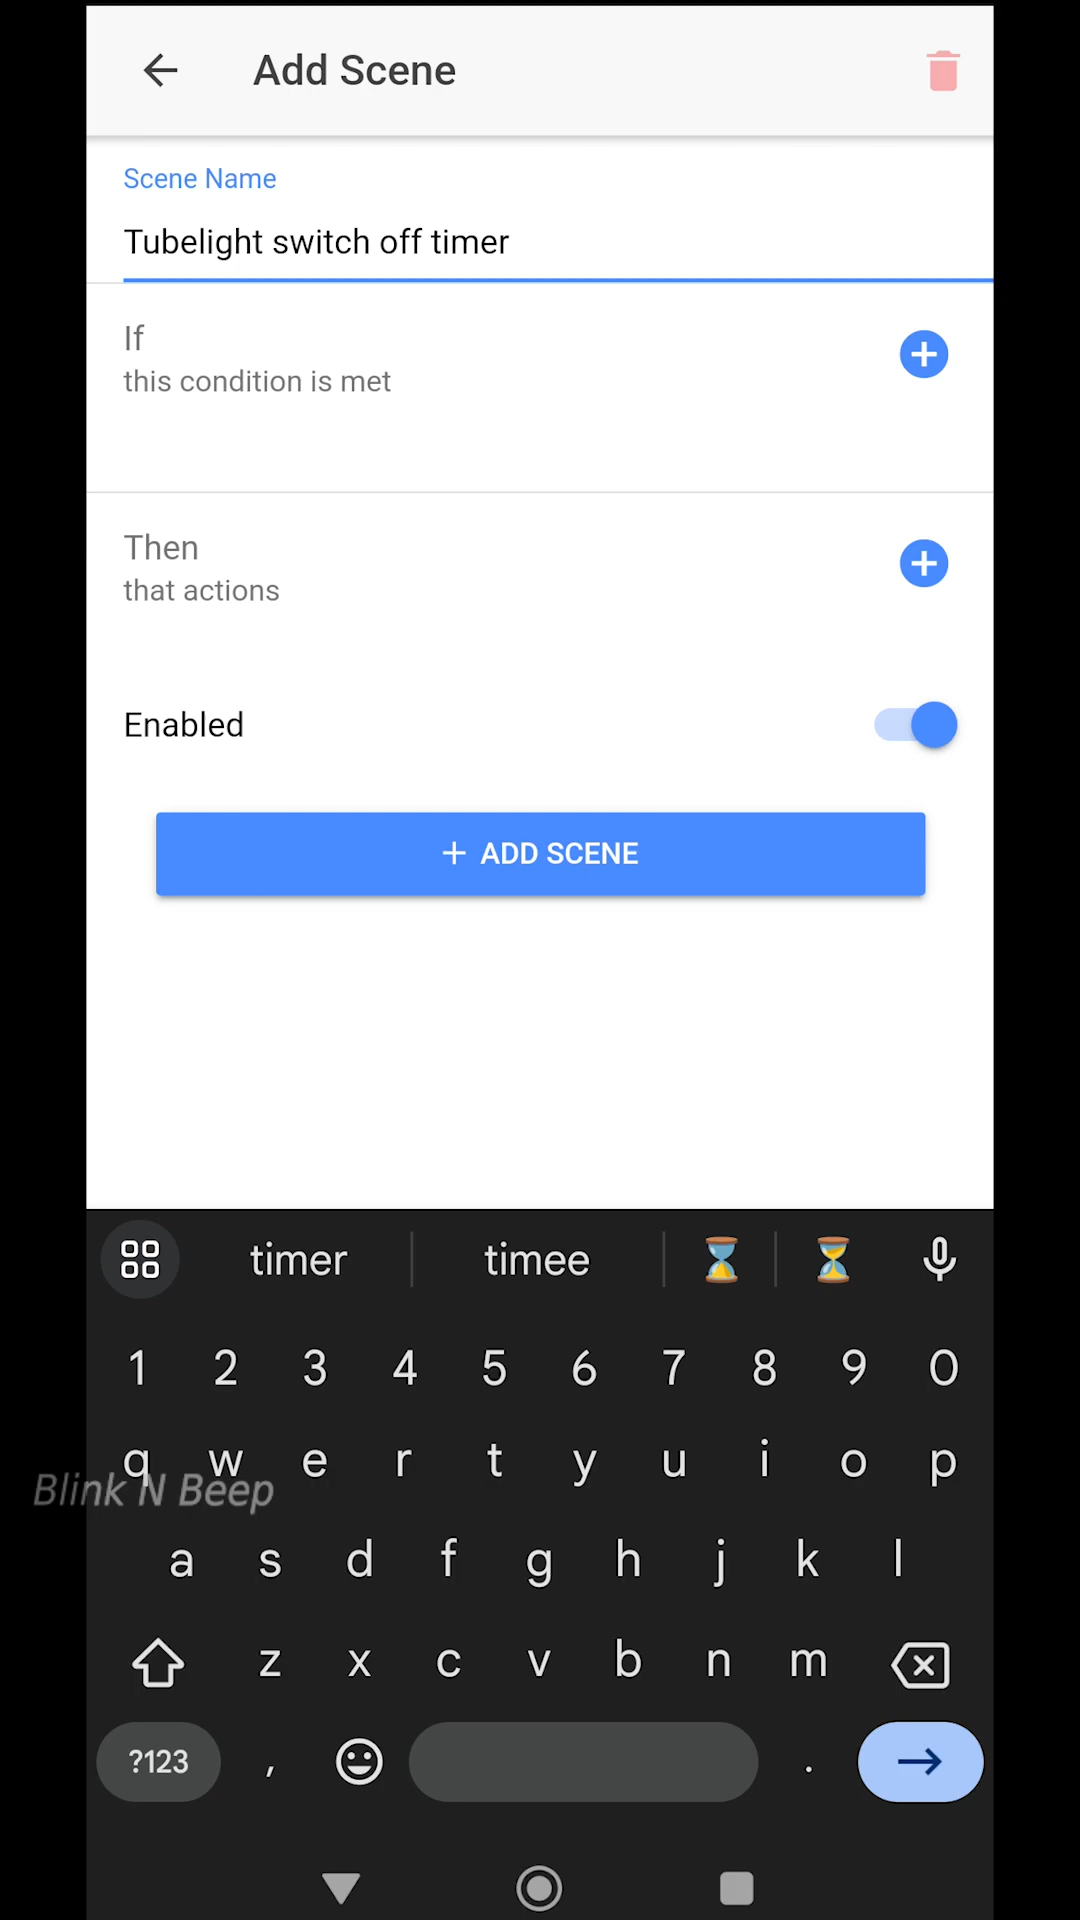 Add Scene
Scene Name
Tubelight switch off timer
If
this condition is met
Then
that actions
Enabled
+ ADD SCENE
timer timee
1 2 3 4 5 6 7 8 9 0
q w e r t y u i o p
Blink N Beep
a s d f g h j k l
z x c v b n m
?123 , .